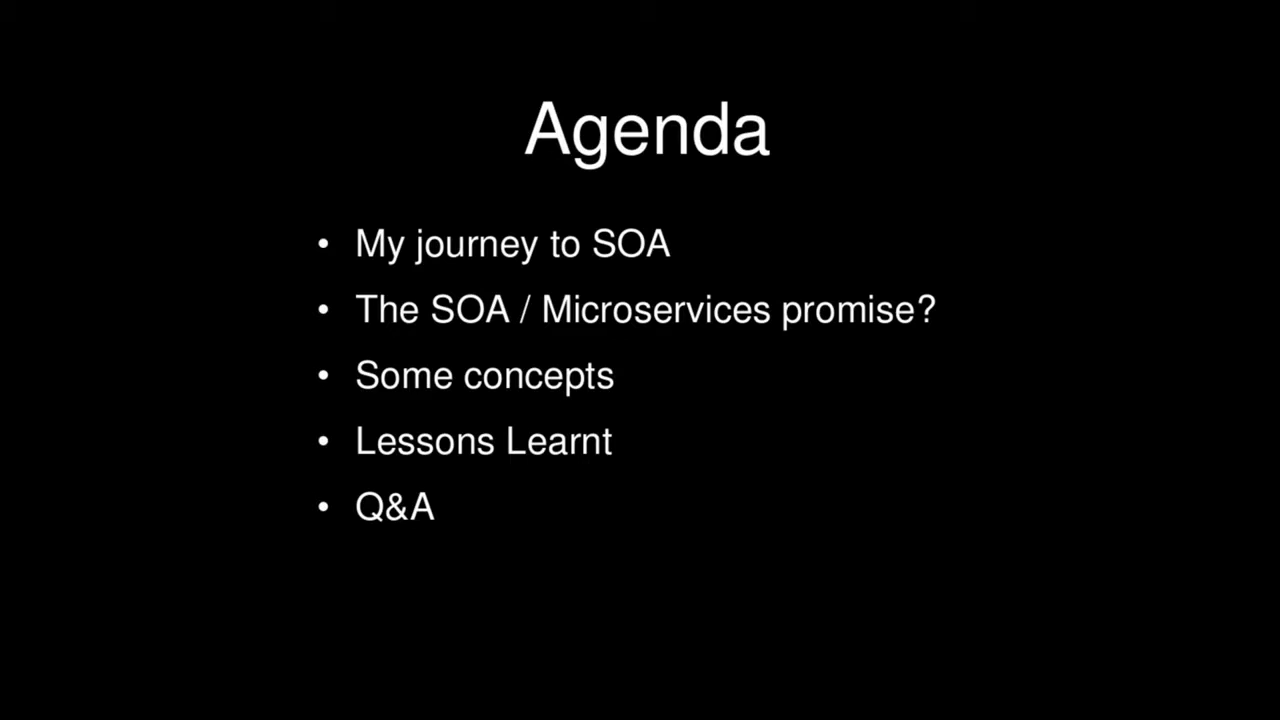 Agenda
• My journey to SOA
• The SOA / Microservices promise?
• Some concepts
• Lessons Learnt
• Q&A